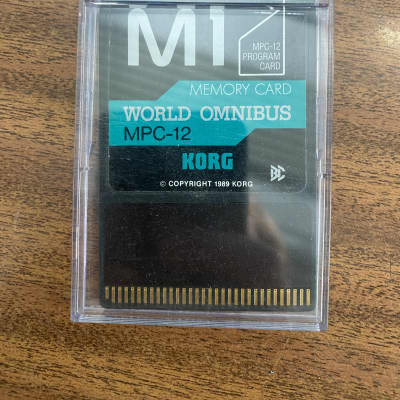 M1
MPC-12
PROGRAM
CARD
MEMORY CARD
WORLD OMNIBUS
MPC-12
KORG
© COPYRIGHT 1989 KORG